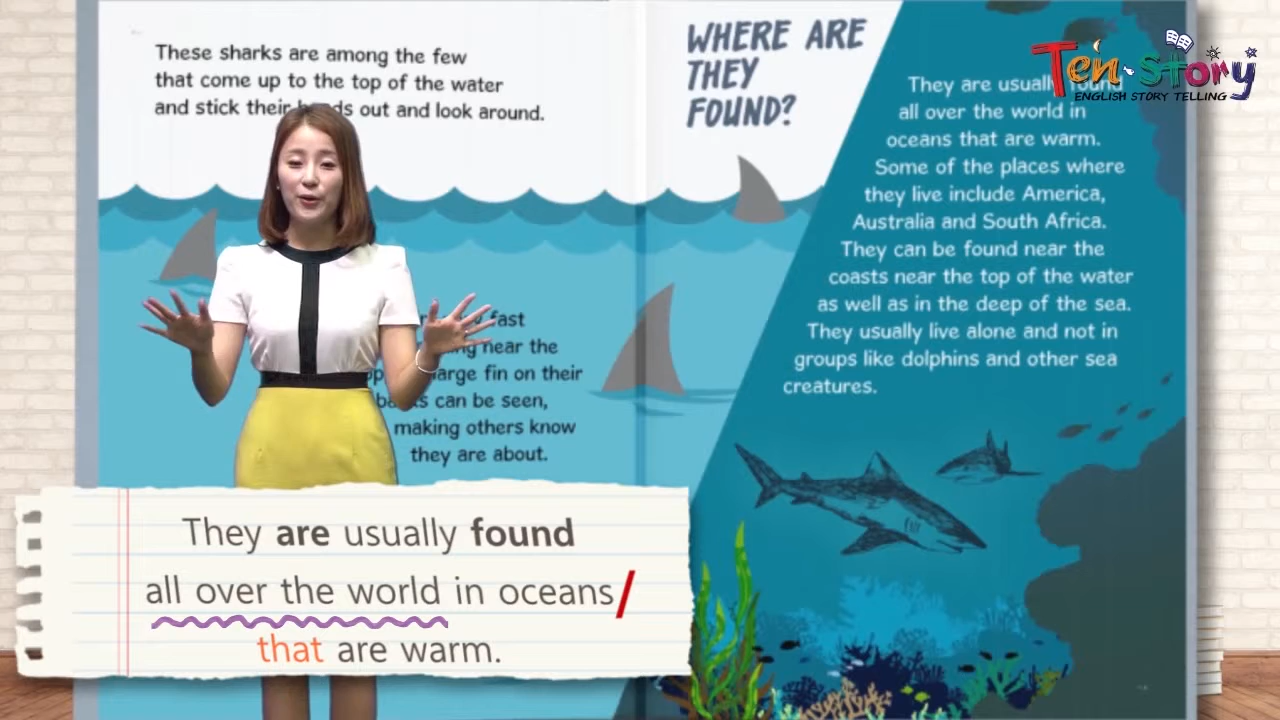 These sharks are among the few
that come up to the top of the water
and stick their out and look around.
fast
near the
large fin on their
can be seen,
making others know
they are about.
WHERE ARE
THEY
FOUND?
They are usually
all over the world in
oceans that are warm.
Some of the places where
they live include America,
Australia and South Africa.
They can be found near the
coasts near the top of the water
as well as in the deep of the sea.
They usually live alone and not in
groups like dolphins and other sea
creatures.
Ten-Story
ENGLISH STORY TELLING
They are usually found
all over the world in oceans/
that are warm.